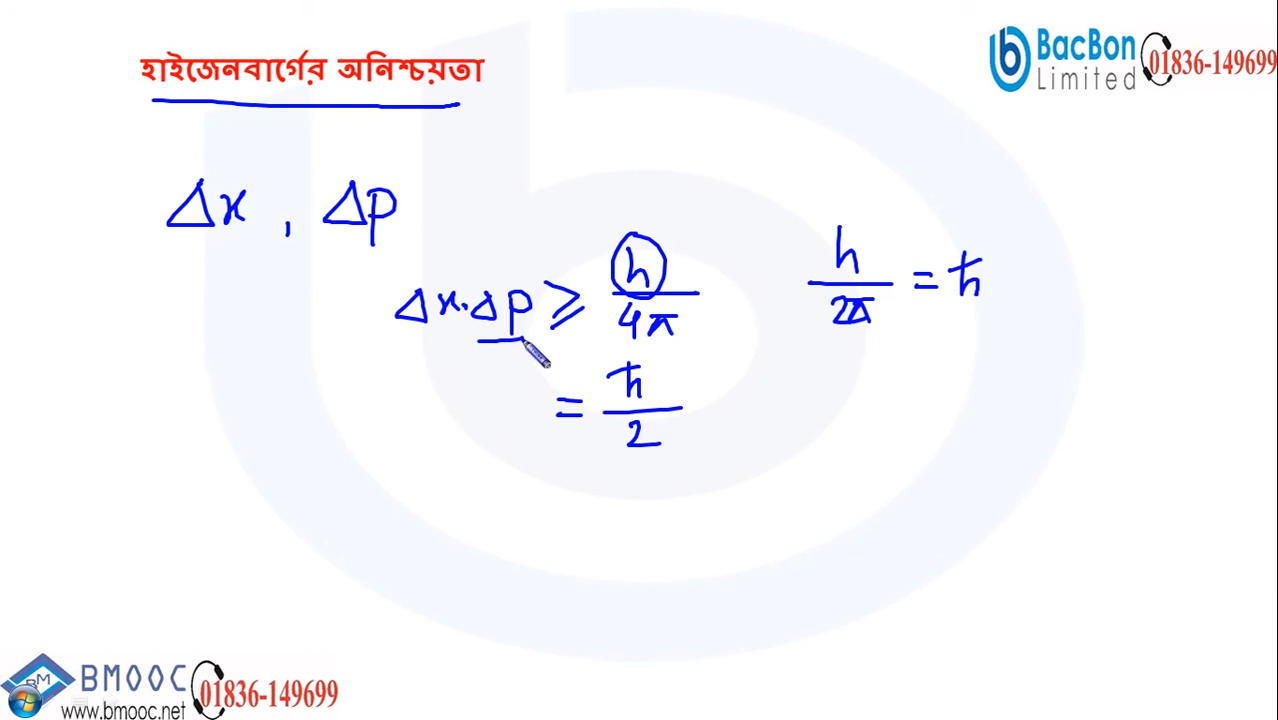 BacBon
Limited
01836-149699
হাইজেনবার্গের অনিশ্চয়তা
Δx , Δp
Δx.Δp ≥ h/4π
h/2π = ħ
= ħ/2
BM BMOOC
www.bmooc.net
01836-149699